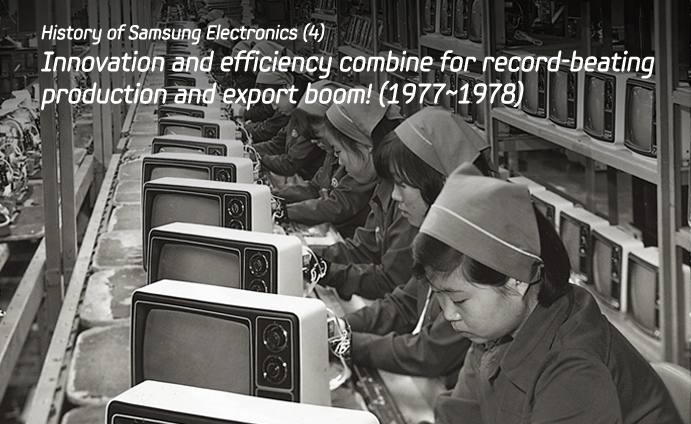 History of Samsung Electronics (4)
Innovation and efficiency combine for record-beating
production and export boom! (1977~1978)